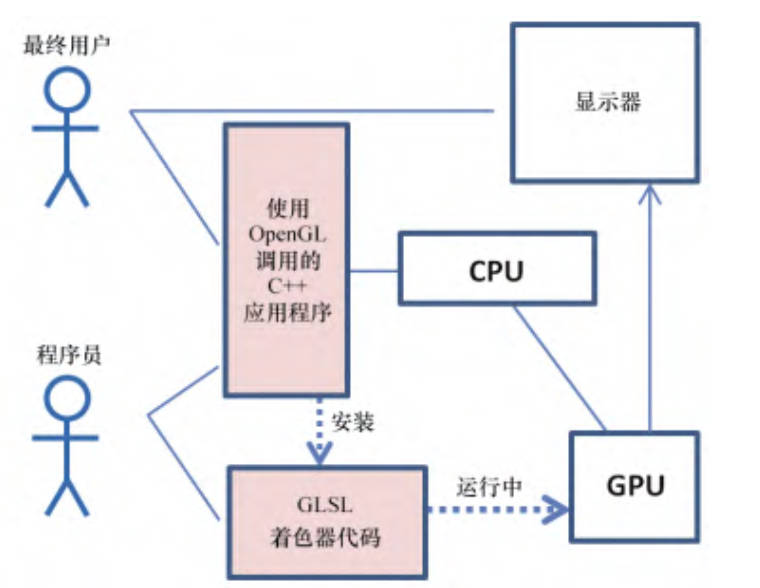 最终用户
显示器
使用
OpenGL
调用的
C++
应用程序
CPU
程序员
安装
GLSL
着色器代码
运行中
GPU